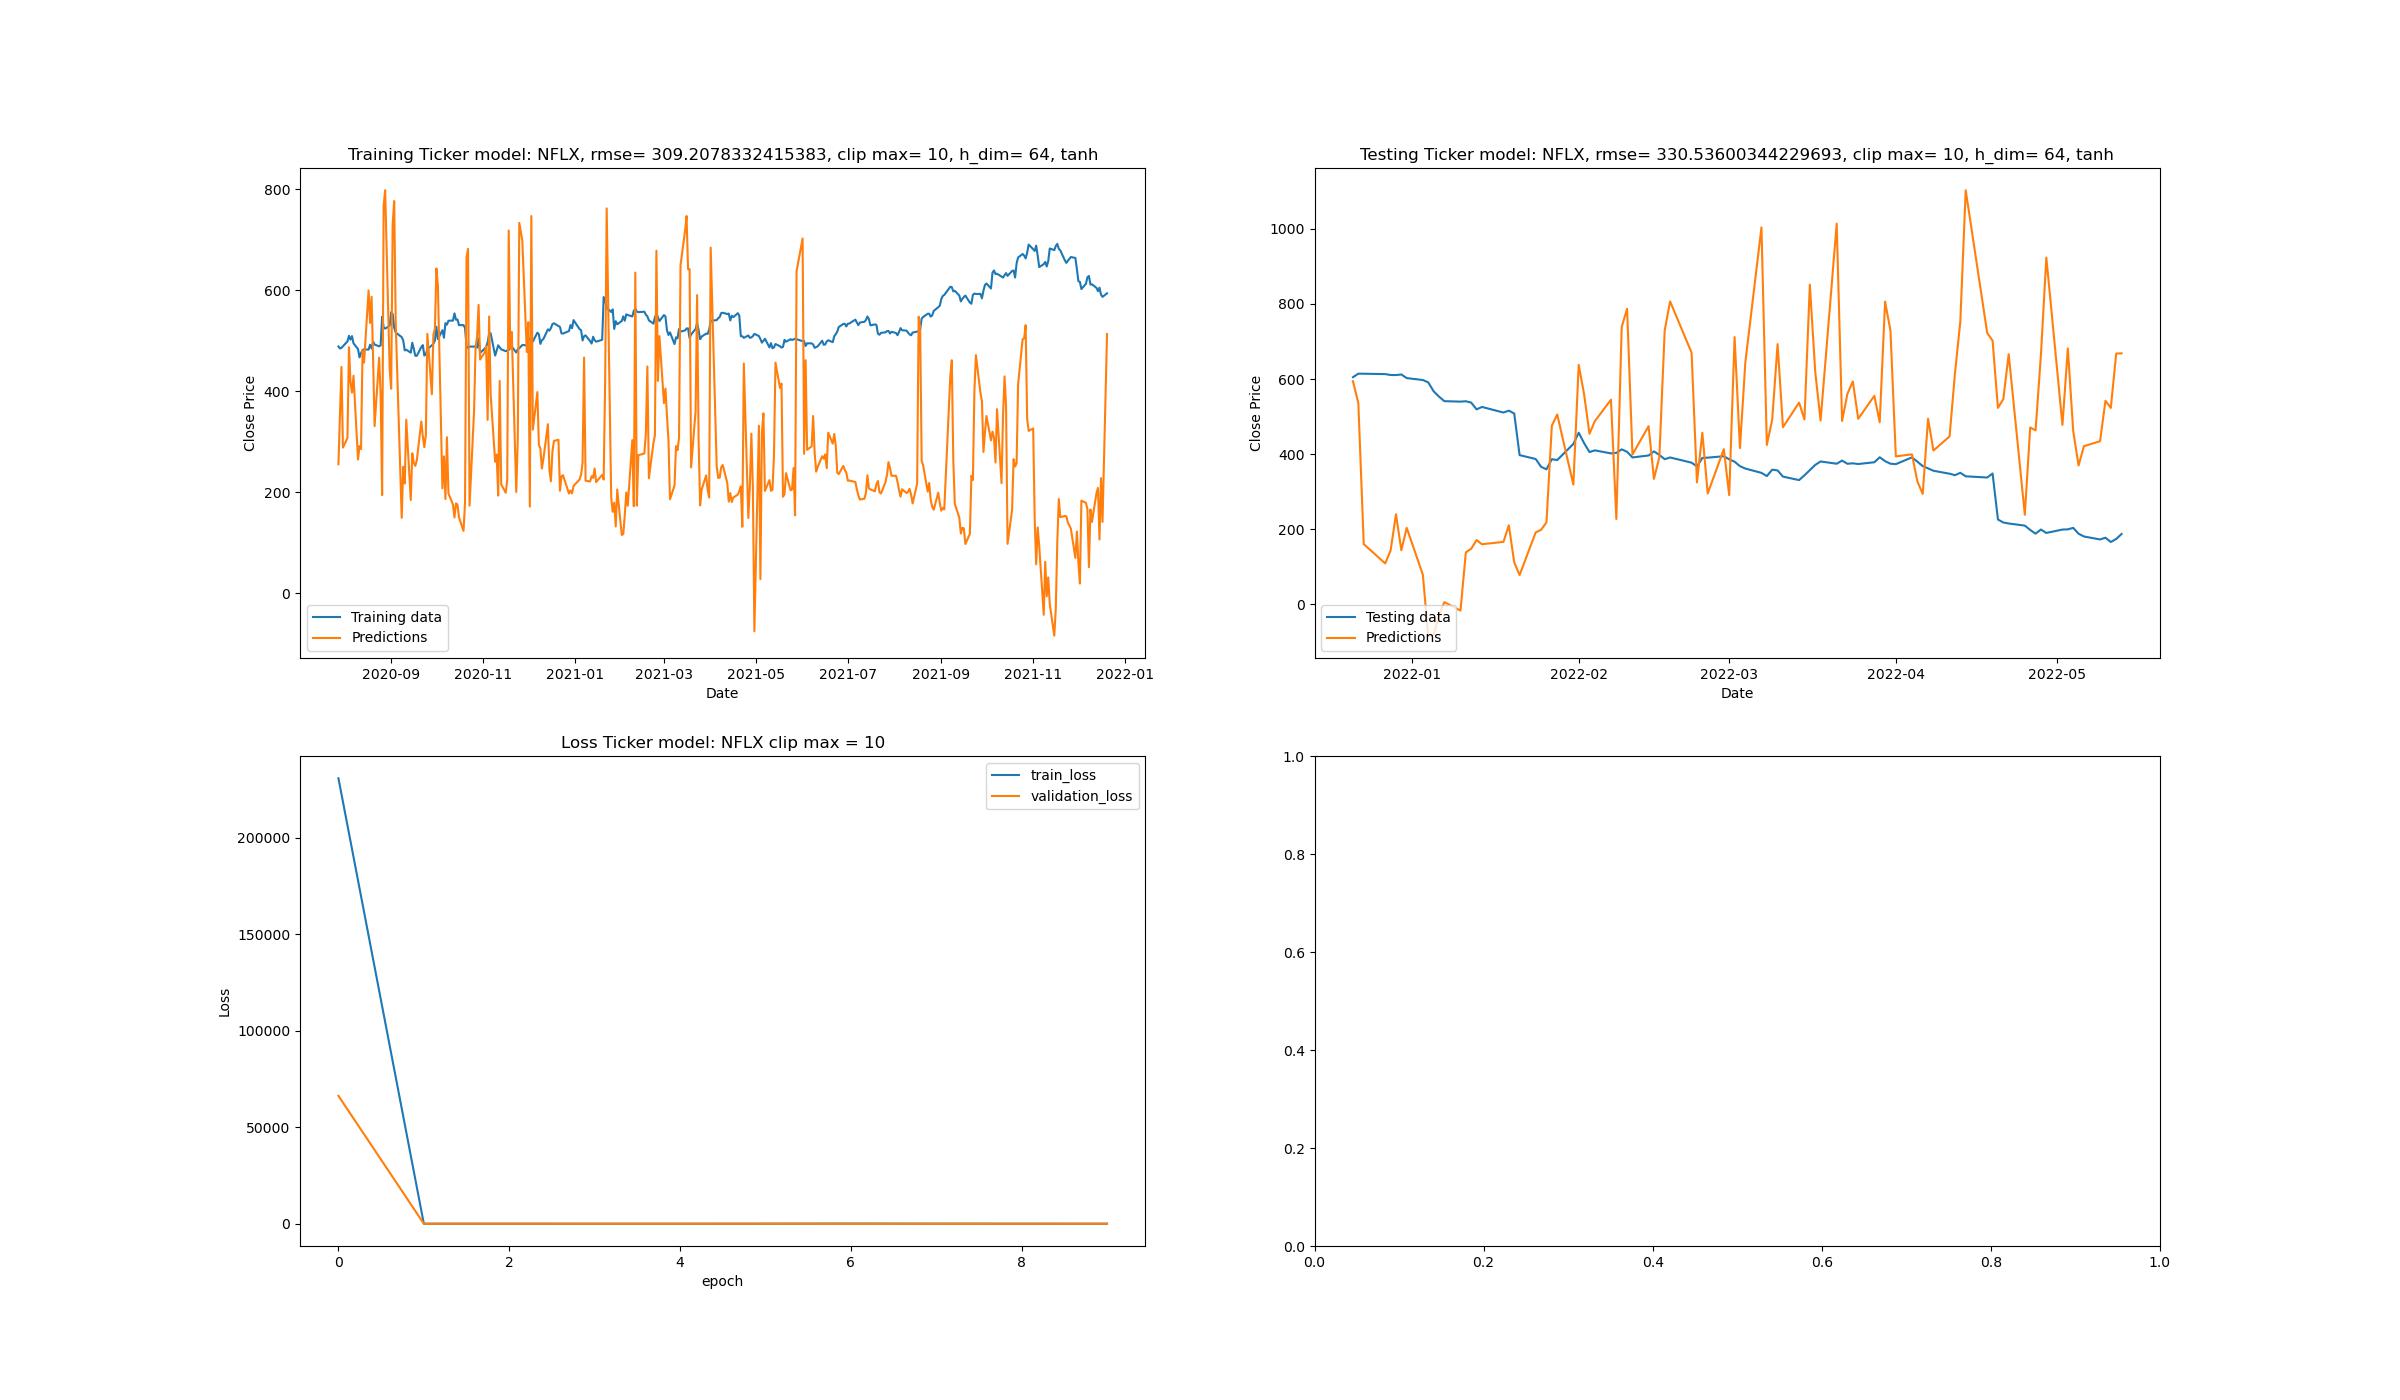 Training Ticker model: NFLX, rmse= 309.2078332415383, clip max= 10, h_dim= 64, tanh
800
600
400
200
0
Close Price
Training data
Predictions
2020-09 2020-11 2021-01 2021-03 2021-05 2021-07 2021-09 2021-11 2022-01
Date
Testing Ticker model: NFLX, rmse= 330.53600344229693, clip max= 10, h_dim= 64, tanh
1000
800
600
400
200
0
Close Price
Testing data
Predictions
2022-01 2022-02 2022-03 2022-04 2022-05
Date
Loss Ticker model: NFLX clip max = 10
train_loss
validation_loss
200000
150000
100000
50000
0
Loss
0 2 4 6 8
epoch
1.0
0.8
0.6
0.4
0.2
0.0
0.0 0.2 0.4 0.6 0.8 1.0